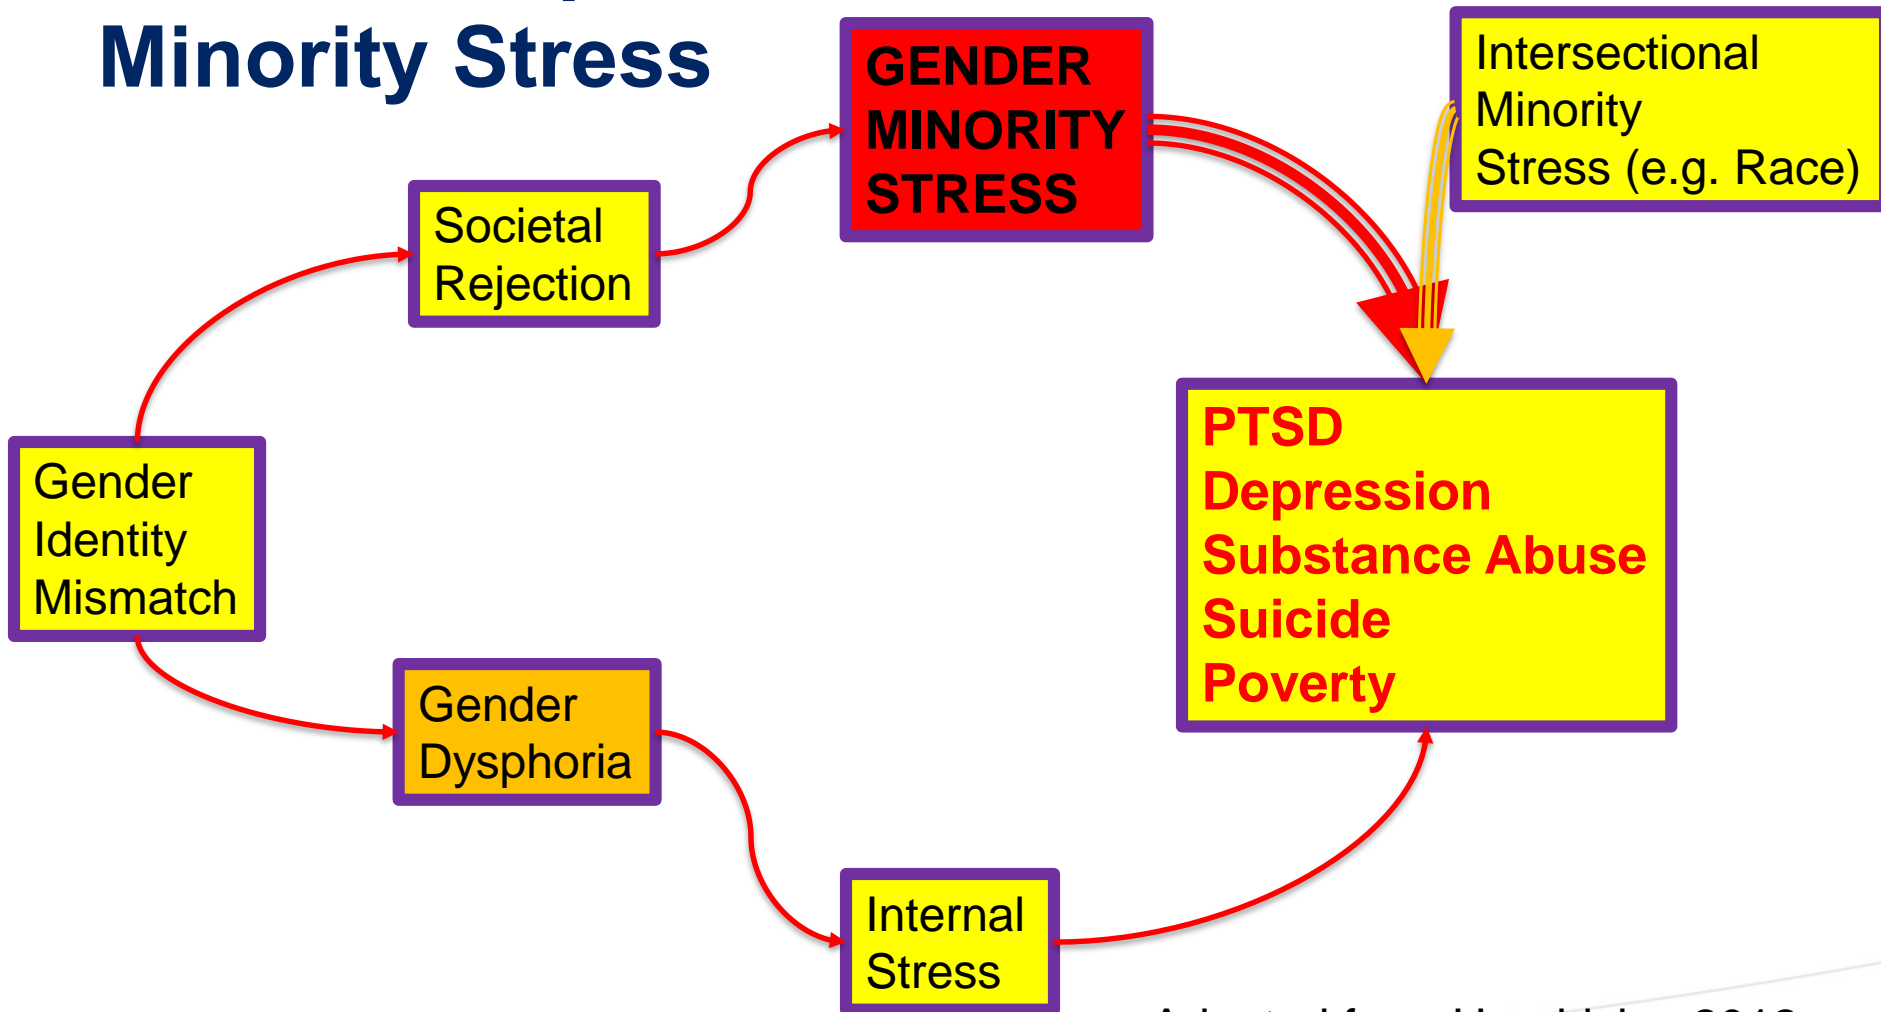 Minority Stress
GENDER
MINORITY
STRESS
Intersectional
Minority
Stress (e.g. Race)
Societal
Rejection
Gender
Identity
Mismatch
PTSD
Depression
Substance Abuse
Suicide
Poverty
Gender
Dysphoria
Internal
Stress